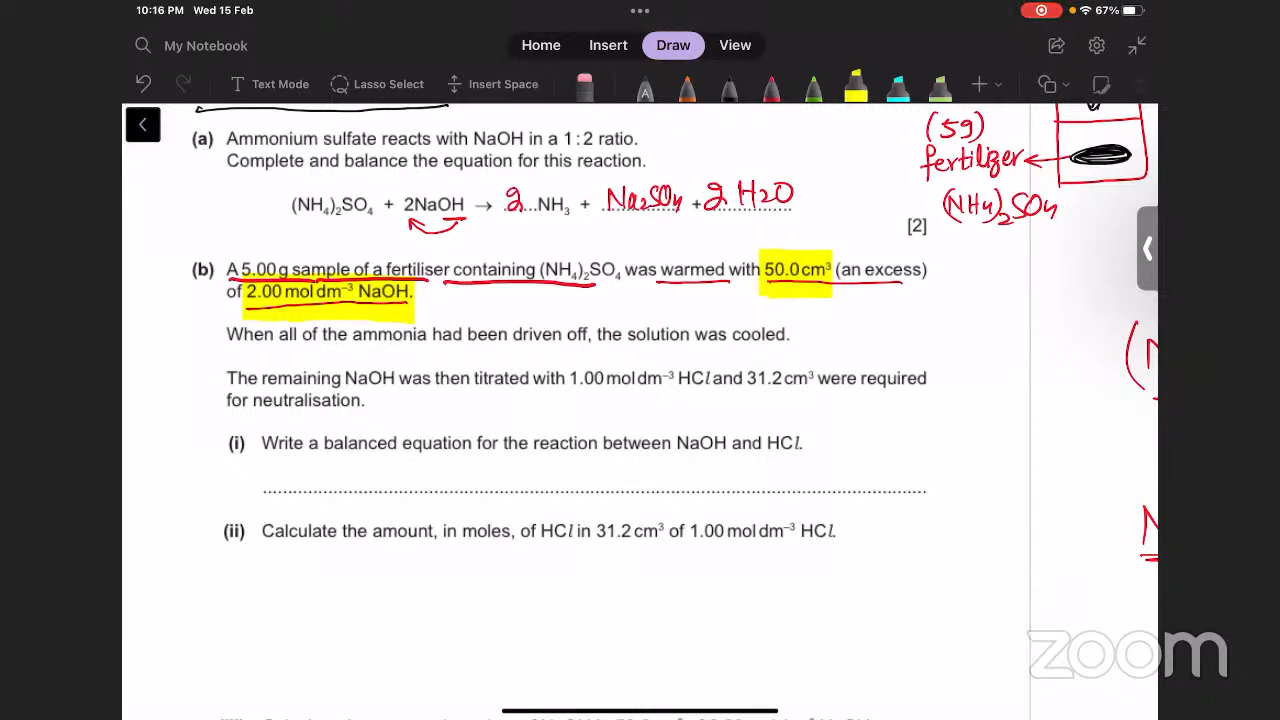 10:16 PM Wed 15 Feb
67%
My Notebook
Home Insert Draw View
Text Mode Lasso Select Insert Space
(a) Ammonium sulfate reacts with NaOH in a 1 : 2 ratio.
Complete and balance the equation for this reaction.
(NH₄)₂SO₄ + 2NaOH → 2 NH₃ + Na₂SO₄ + 2 H₂O
[2]
(5g)
fertilizer
(NH₄)₂SO₄
(b) A 5.00 g sample of a fertiliser containing (NH₄)₂SO₄ was warmed with 50.0 cm³ (an excess)
of 2.00 mol dm⁻³ NaOH.
When all of the ammonia had been driven off, the solution was cooled.
The remaining NaOH was then titrated with 1.00 mol dm⁻³ HCl and 31.2 cm³ were required
for neutralisation.
(i) Write a balanced equation for the reaction between NaOH and HCl.
(ii) Calculate the amount, in moles, of HCl in 31.2 cm³ of 1.00 mol dm⁻³ HCl.
zoom